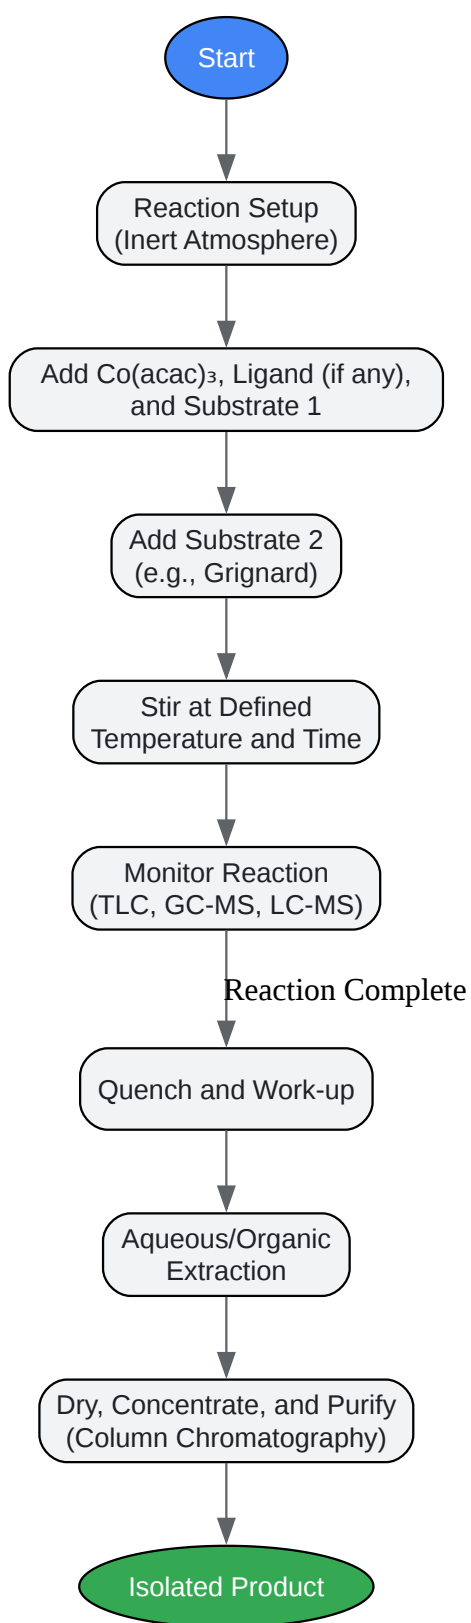 Start
Reaction Setup
(Inert Atmosphere)
Add Co(acac)₃, Ligand (if any),
and Substrate 1
Add Substrate 2
(e.g., Grignard)
Stir at Defined
Temperature and Time
Monitor Reaction
(TLC, GC-MS, LC-MS)
Reaction Complete
Quench and Work-up
Aqueous/Organic
Extraction
Dry, Concentrate, and Purify
(Column Chromatography)
Isolated Product